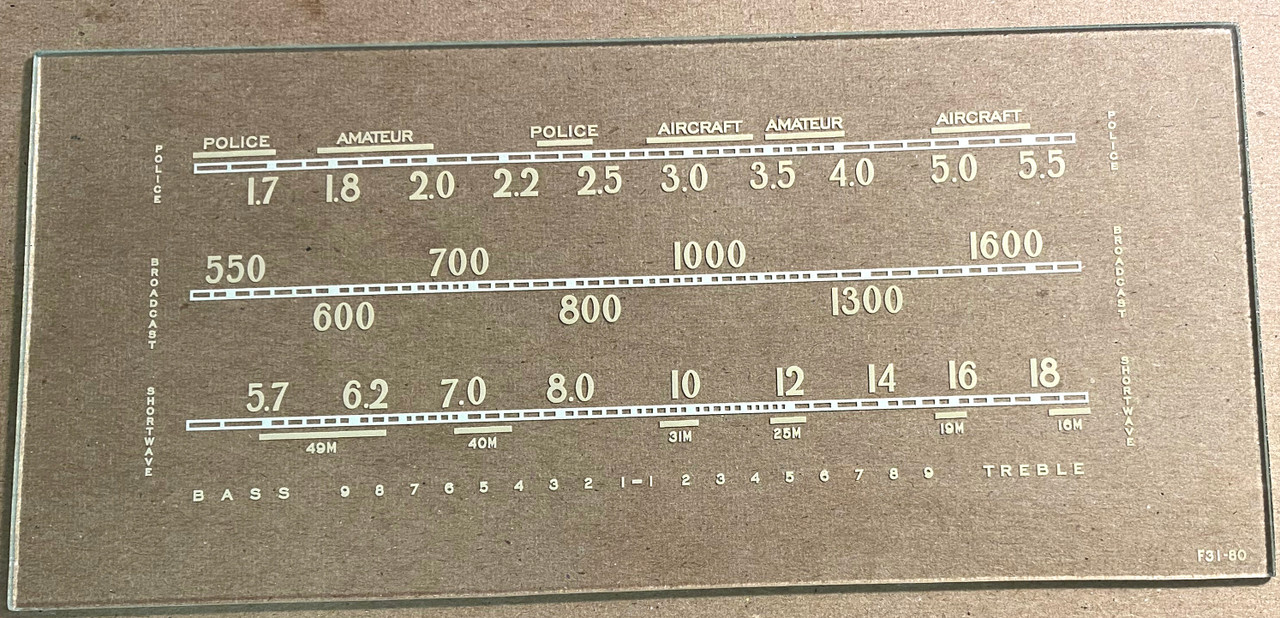 POLICE AMATEUR POLICE AIRCRAFT AMATEUR AIRCRAFT
POLICE 1.7 1.8 2.0 2.2 2.5 3.0 3.5 4.0 5.0 5.5 POLICE
550 700 1000 1600
BROADCAST 600 800 1300 BROADCAST
5.7 6.2 7.0 8.0 10 12 14 16 18
SHORTWAVE 49M 40M 31M 25M 19M 16M SHORTWAVE
BASS 9 8 7 6 5 4 3 2 1-1 2 3 4 5 6 7 8 9 TREBLE
F31-80